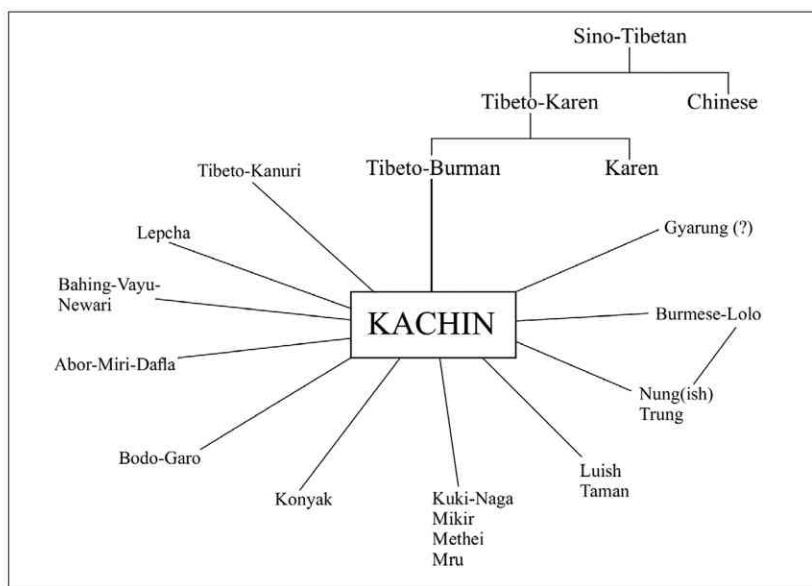 Sino-Tibetan
Tibeto-Karen
Chinese
Tibeto-Burman
Karen
Tibeto-Kanuri
Lepcha
Gyarung (?)
Bahing-Vayu-
Newari
KACHIN
Burmese-Lolo
Abor-Miri-Dafla
Nung(ish)
Trung
Bodo-Garo
Luish
Taman
Konyak
Kuki-Naga
Mikir
Methei
Mru